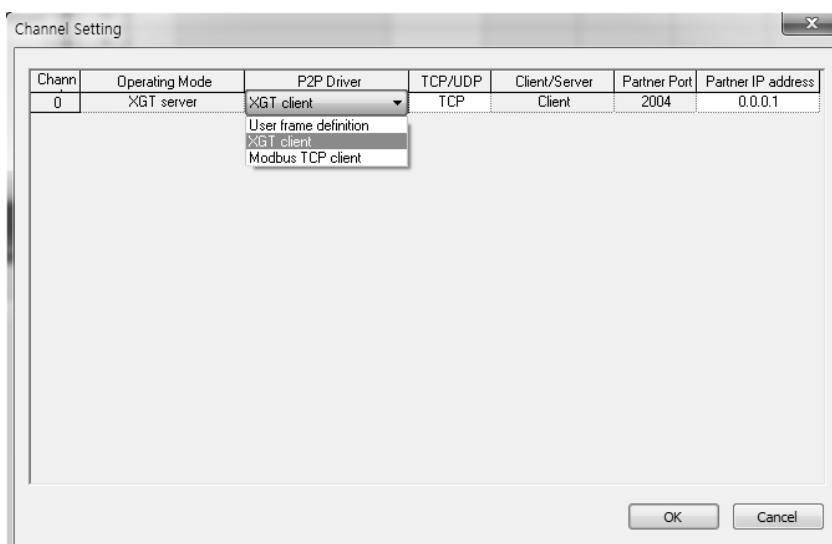 Channel Setting
x
Chann Operating Mode P2P Driver TCP/UDP Client/Server Partner Port Partner IP address
0 XGT server XGT client TCP Client 2004 0.0.0.1
User frame definition
XGT client
Modbus TCP client
OK Cancel